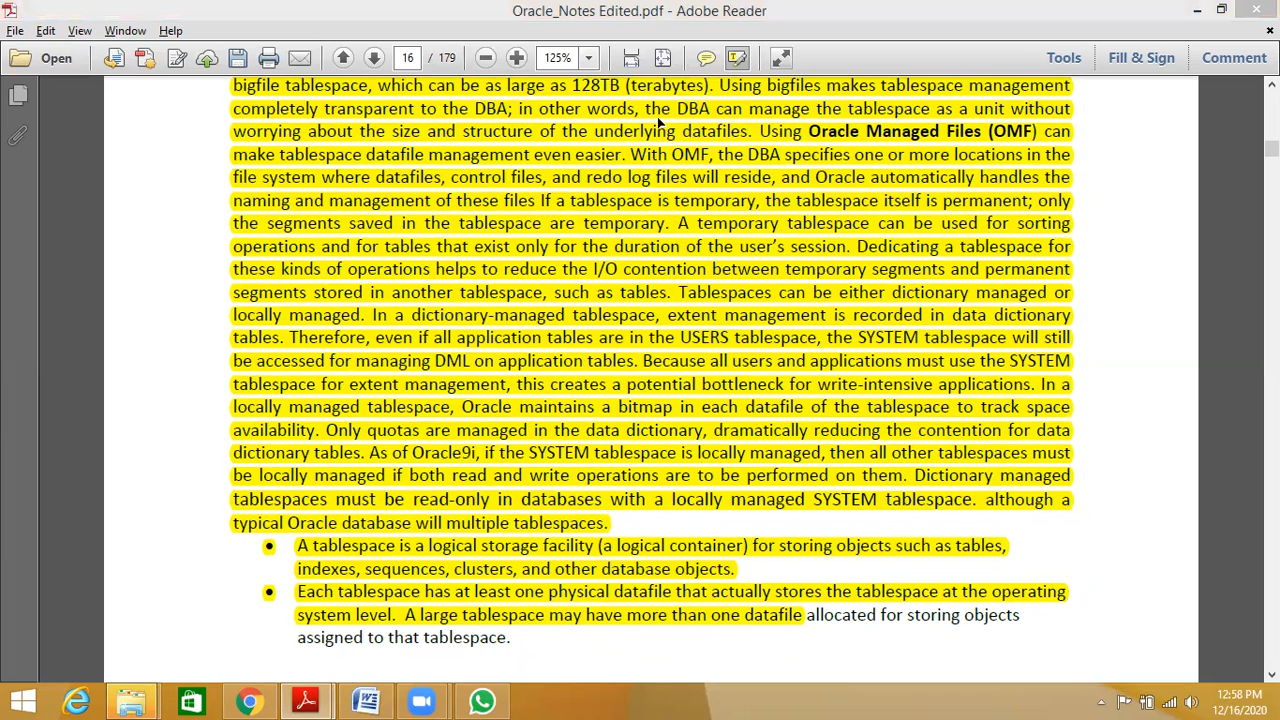 Oracle_Notes Edited.pdf - Adobe Reader
File Edit View Window Help
Open 16 / 179 125% Tools Fill & Sign Comment
bigfile tablespace, which can be as large as 128TB (terabytes). Using bigfiles makes tablespace management
completely transparent to the DBA; in other words, the DBA can manage the tablespace as a unit without
worrying about the size and structure of the underlying datafiles. Using Oracle Managed Files (OMF) can
make tablespace datafile management even easier. With OMF, the DBA specifies one or more locations in the
file system where datafiles, control files, and redo log files will reside, and Oracle automatically handles the
naming and management of these files If a tablespace is temporary, the tablespace itself is permanent; only
the segments saved in the tablespace are temporary. A temporary tablespace can be used for sorting
operations and for tables that exist only for the duration of the user’s session. Dedicating a tablespace for
these kinds of operations helps to reduce the I/O contention between temporary segments and permanent
segments stored in another tablespace, such as tables. Tablespaces can be either dictionary managed or
locally managed. In a dictionary-managed tablespace, extent management is recorded in data dictionary
tables. Therefore, even if all application tables are in the USERS tablespace, the SYSTEM tablespace will still
be accessed for managing DML on application tables. Because all users and applications must use the SYSTEM
tablespace for extent management, this creates a potential bottleneck for write-intensive applications. In a
locally managed tablespace, Oracle maintains a bitmap in each datafile of the tablespace to track space
availability. Only quotas are managed in the data dictionary, dramatically reducing the contention for data
dictionary tables. As of Oracle9i, if the SYSTEM tablespace is locally managed, then all other tablespaces must
be locally managed if both read and write operations are to be performed on them. Dictionary managed
tablespaces must be read-only in databases with a locally managed SYSTEM tablespace. although a
typical Oracle database will multiple tablespaces.
• A tablespace is a logical storage facility (a logical container) for storing objects such as tables,
indexes, sequences, clusters, and other database objects.
• Each tablespace has at least one physical datafile that actually stores the tablespace at the operating
system level. A large tablespace may have more than one datafile allocated for storing objects
assigned to that tablespace.
12:58 PM
12/16/2020